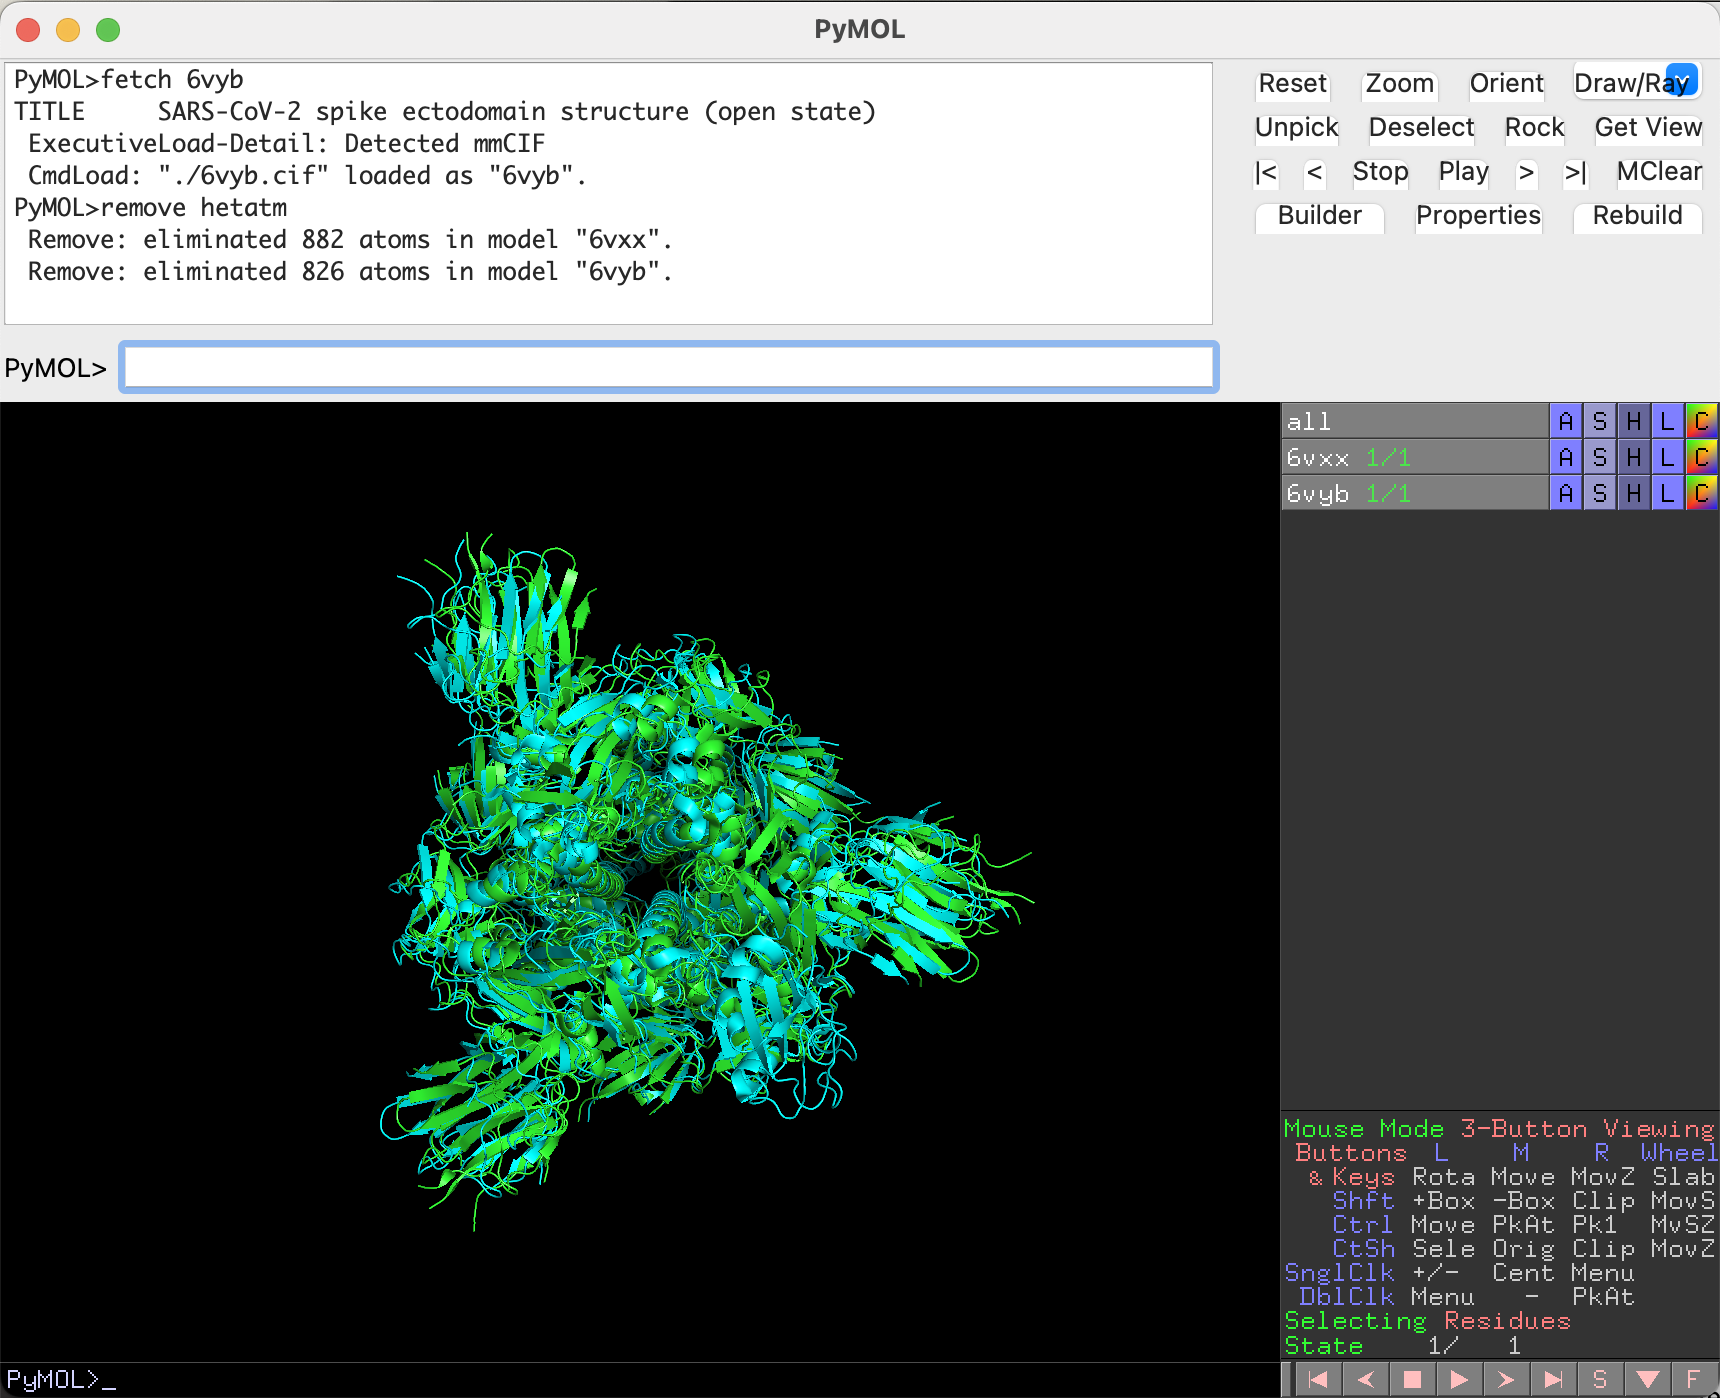 PyMOL
PyMOL>fetch 6vyb
TITLE     SARS-CoV-2 spike ectodomain structure (open state)
ExecutiveLoad-Detail: Detected mmCIF
CmdLoad: "./6vyb.cif" loaded as "6vyb".
PyMOL>remove hetatm
Remove: eliminated 882 atoms in model "6vxx".
Remove: eliminated 826 atoms in model "6vyb".
Reset Zoom Orient Draw/Ray
Unpick Deselect Rock Get View
|< < Stop Play > >| MClear
Builder Properties Rebuild
PyMOL>
all A S H L C
6vxx 1/1 A S H L C
6vyb 1/1 A S H L C
Mouse Mode 3-Button Viewing
Buttons L M R Wheel
& Keys Rota Move MovZ Slab
Shft +Box -Box Clip MovS
Ctrl Move PkAt Pk1 MvSZ
CtSh Sele Orig Clip MovZ
SnglClk +/- Cent Menu
DblClk Menu - PkAt
Selecting Residues
State 1/ 1
PyMOL>_
S F